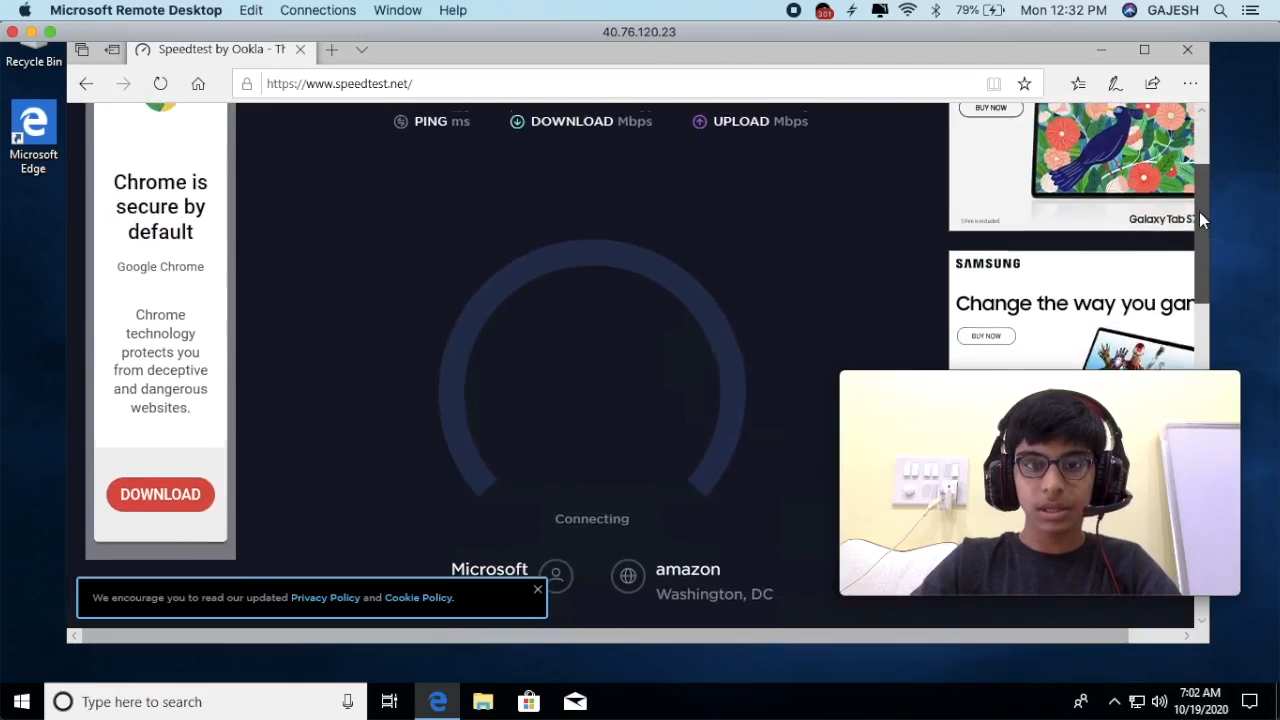 Microsoft Remote Desktop Edit Connections Window Help 301 79% Mon 12:32 PM GAJESH
40.76.120.23
Recycle Bin
Speedtest by Ookla - Th
https://www.speedtest.net/
Microsoft
Edge
PING ms DOWNLOAD Mbps UPLOAD Mbps
BUY NOW
Galaxy Tab S7
Chrome is
secure by
default
Google Chrome
Chrome
technology
protects you
from deceptive
and dangerous
websites.
DOWNLOAD
SAMSUNG
Change the way you gam
BUY NOW
Connecting
Microsoft
amazon
Washington, DC
We encourage you to read our updated Privacy Policy and Cookie Policy.
Type here to search
7:02 AM
10/19/2020